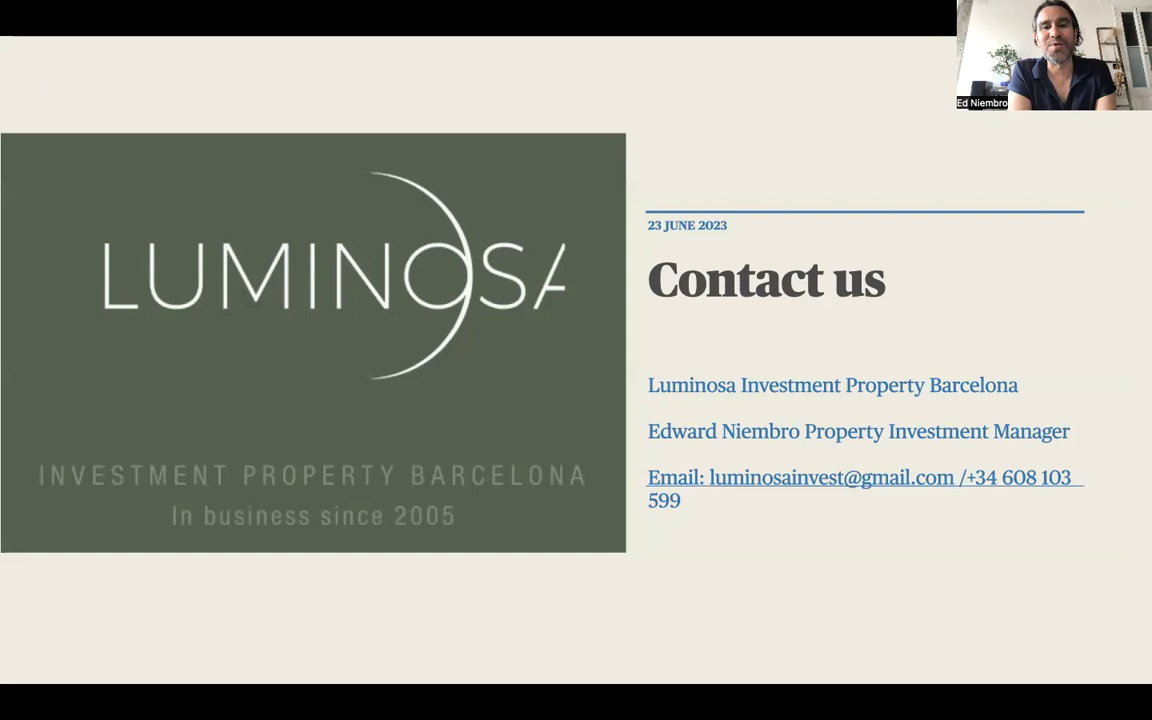 Ed Niembro
LUMINOSA
INVESTMENT PROPERTY BARCELONA
In business since 2005
23 JUNE 2023
Contact us
Luminosa Investment Property Barcelona
Edward Niembro Property Investment Manager
Email: luminosainvest@gmail.com /+34 608 103
599